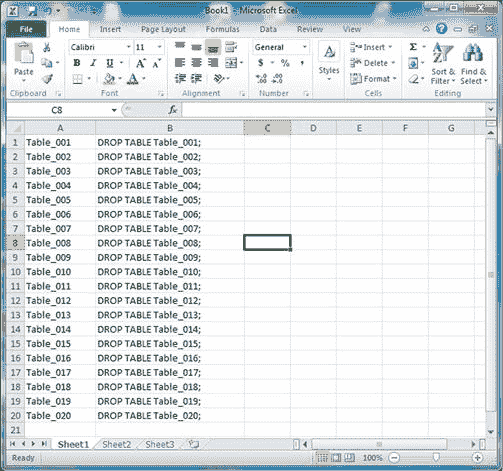 Book1 - Microsoft Excel
File Home Insert Page Layout Formulas Data Review View
Paste Calibri 11 General Styles Insert Delete Format Sort & Filter Find & Select
Clipboard Font Alignment Number Cells Editing
C8 fx
A B C D E F G
1 Table_001 DROP TABLE Table_001;
2 Table_002 DROP TABLE Table_002;
3 Table_003 DROP TABLE Table_003;
4 Table_004 DROP TABLE Table_004;
5 Table_005 DROP TABLE Table_005;
6 Table_006 DROP TABLE Table_006;
7 Table_007 DROP TABLE Table_007;
8 Table_008 DROP TABLE Table_008;
9 Table_009 DROP TABLE Table_009;
10 Table_010 DROP TABLE Table_010;
11 Table_011 DROP TABLE Table_011;
12 Table_012 DROP TABLE Table_012;
13 Table_013 DROP TABLE Table_013;
14 Table_014 DROP TABLE Table_014;
15 Table_015 DROP TABLE Table_015;
16 Table_016 DROP TABLE Table_016;
17 Table_017 DROP TABLE Table_017;
18 Table_018 DROP TABLE Table_018;
19 Table_019 DROP TABLE Table_019;
20 Table_020 DROP TABLE Table_020;
21
Sheet1 Sheet2 Sheet3
Ready 100%